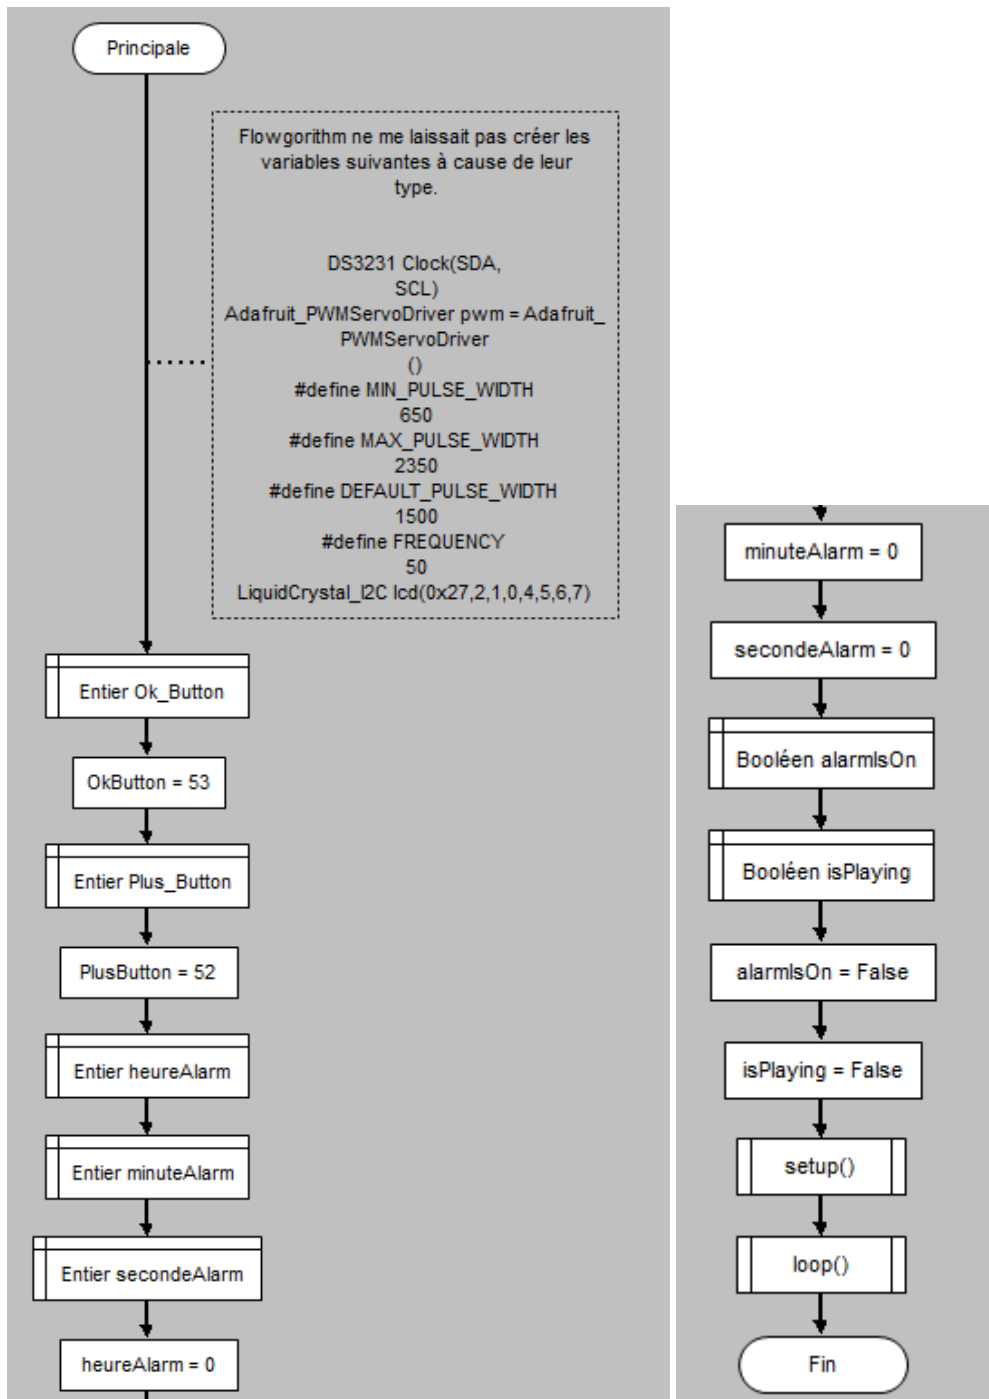 Principale
Flowgorithm ne me laissait pas créer les
variables suivantes à cause de leur
type.
DS3231 Clock(SDA,
SCL)
Adafruit_PWMServoDriver pwm = Adafruit_
PWMServoDriver
()
#define MIN_PULSE_WIDTH
650
#define MAX_PULSE_WIDTH
2350
#define DEFAULT_PULSE_WIDTH
1500
#define FREQUENCY
50
LiquidCrystal_I2C lcd(0x27,2,1,0,4,5,6,7)
Entier Ok_Button
OkButton = 53
Entier Plus_Button
PlusButton = 52
Entier heureAlarm
Entier minuteAlarm
Entier secondeAlarm
heureAlarm = 0
minuteAlarm = 0
secondeAlarm = 0
Booléen alarmIsOn
Booléen isPlaying
alarmIsOn = False
isPlaying = False
setup()
loop()
Fin